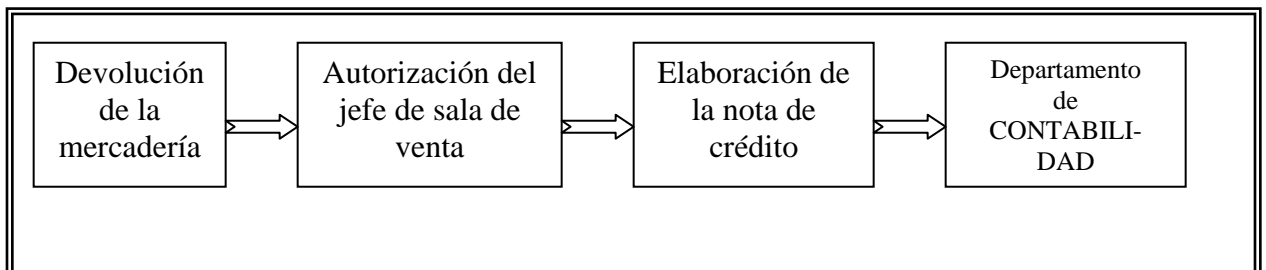 Devolución
de la
mercadería
Autorización del
jefe de sala de
venta
Elaboración de
la nota de
crédito
Departamento
de
CONTABILI-
DAD